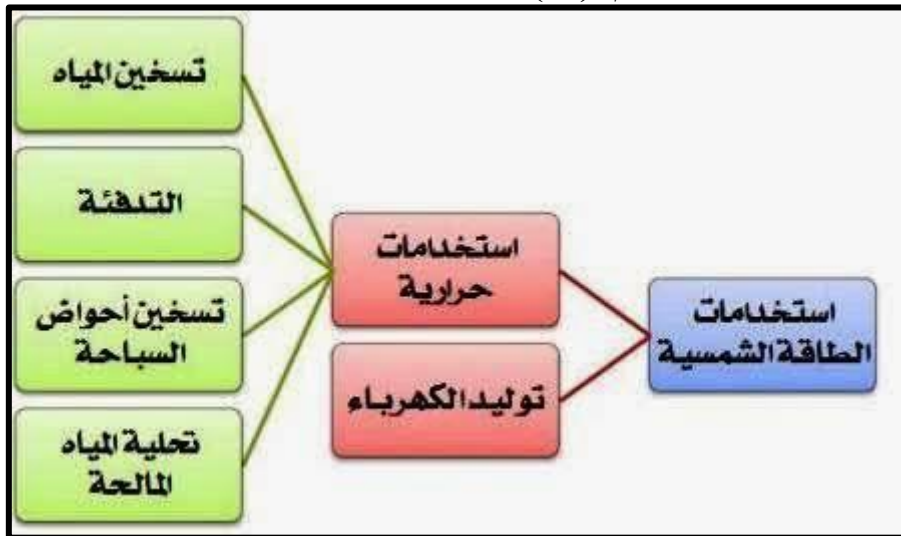 استخدامات
الطاقة الشمسية
استخدامات
حرارية
توليد الكهرباء
تسخين المياه
التدفئة
تسخين أحواض
السباحة
تحلية المياه
المالحة